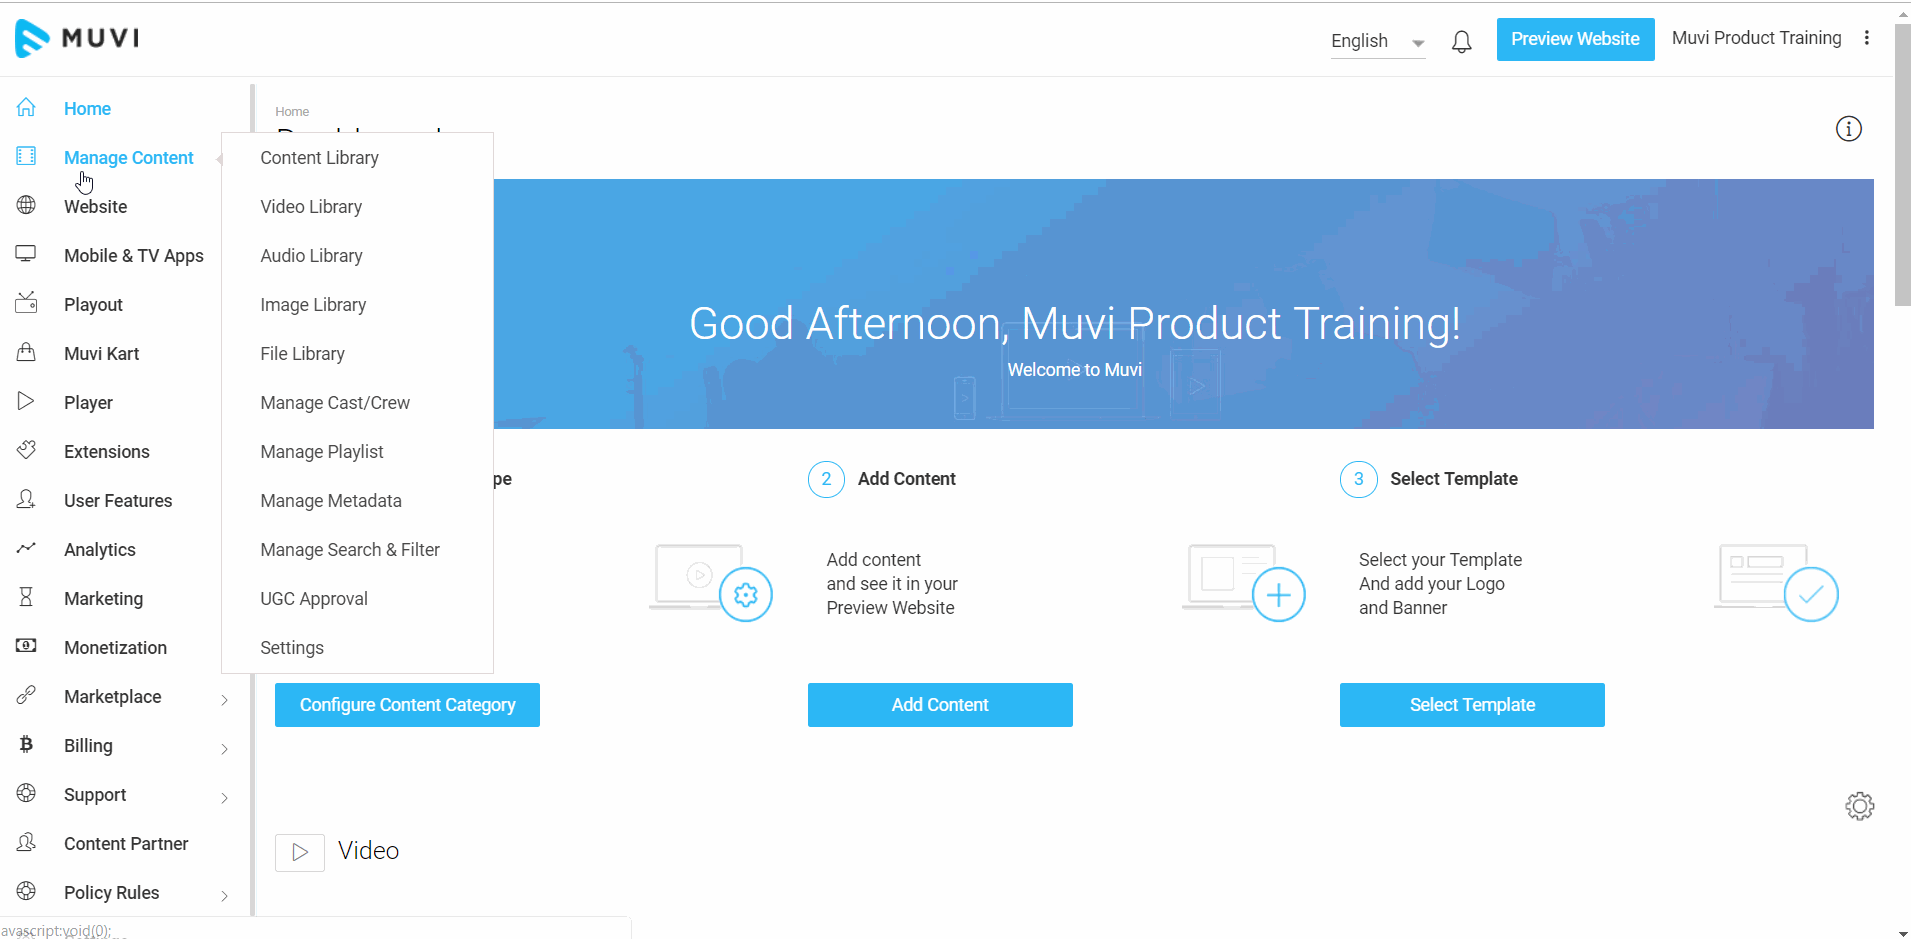 MUVI
English
Preview Website
Muvi Product Training
Home
Manage Content
Website
Mobile & TV Apps
Playout
Muvi Kart
Player
Extensions
User Features
Analytics
Marketing
Monetization
Marketplace
Billing
Support
Content Partner
Policy Rules
avascript:void(0);
Content Library
Video Library
Audio Library
Image Library
File Library
Manage Cast/Crew
Manage Playlist
Manage Metadata
Manage Search & Filter
UGC Approval
Settings
Home
Good Afternoon, Muvi Product Training!
Welcome to Muvi
pe
Configure Content Category
2 Add Content
Add content
and see it in your
Preview Website
Add Content
3 Select Template
Select your Template
And add your Logo
and Banner
Select Template
Video